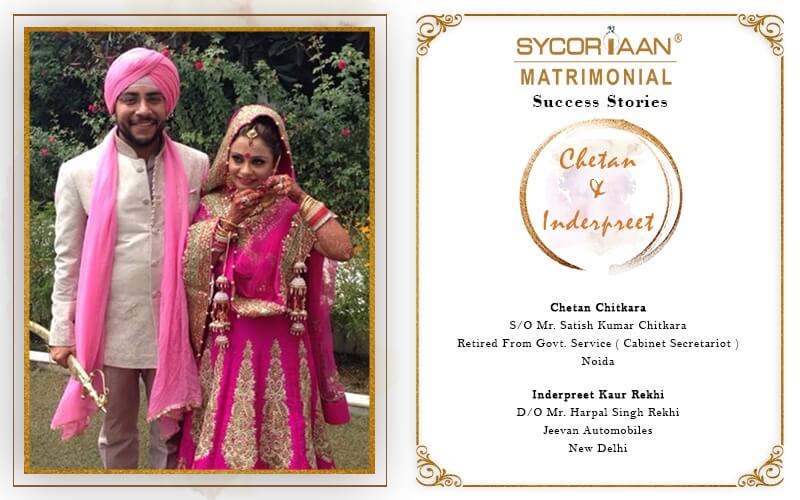 SYCORIAAN®
MATRIMONIAL
Success Stories
Chetan
&
Inderpreet
Chetan Chitkara
S/O Mr. Satish Kumar Chitkara
Retired From Govt. Service ( Cabinet Secretariot )
Noida
Inderpreet Kaur Rekhi
D/O Mr. Harpal Singh Rekhi
Jeevan Automobiles
New Delhi